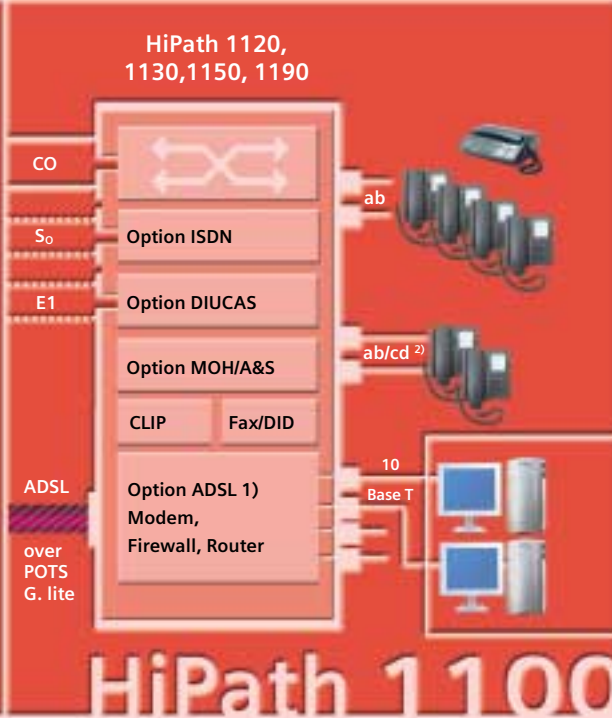 HiPath 1120,
1130,1150, 1190
CO
ab
S₀
Option ISDN
E1
Option DIUCAS
Option MOH/A&S
ab/cd ²⁾
CLIP
Fax/DID
ADSL
Option ADSL 1)
Modem,
Firewall, Router
10
Base T
over
POTS
G. lite
HiPath 1100